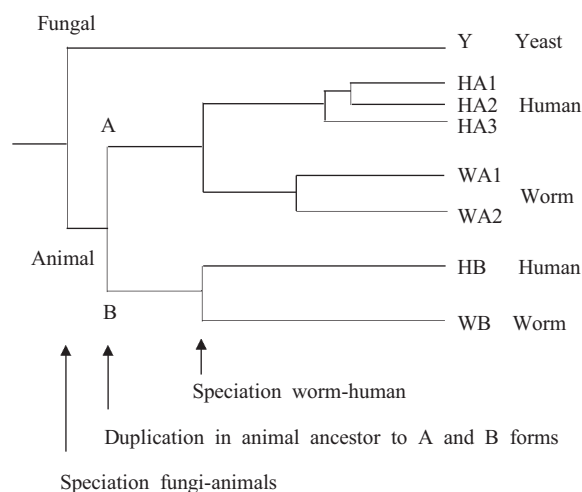 Fungal
Y Yeast
HA1
HA2 Human
HA3
A
WA1
Worm
WA2
Animal
HB Human
B
WB Worm
Speciation worm-human
Duplication in animal ancestor to A and B forms
Speciation fungi-animals